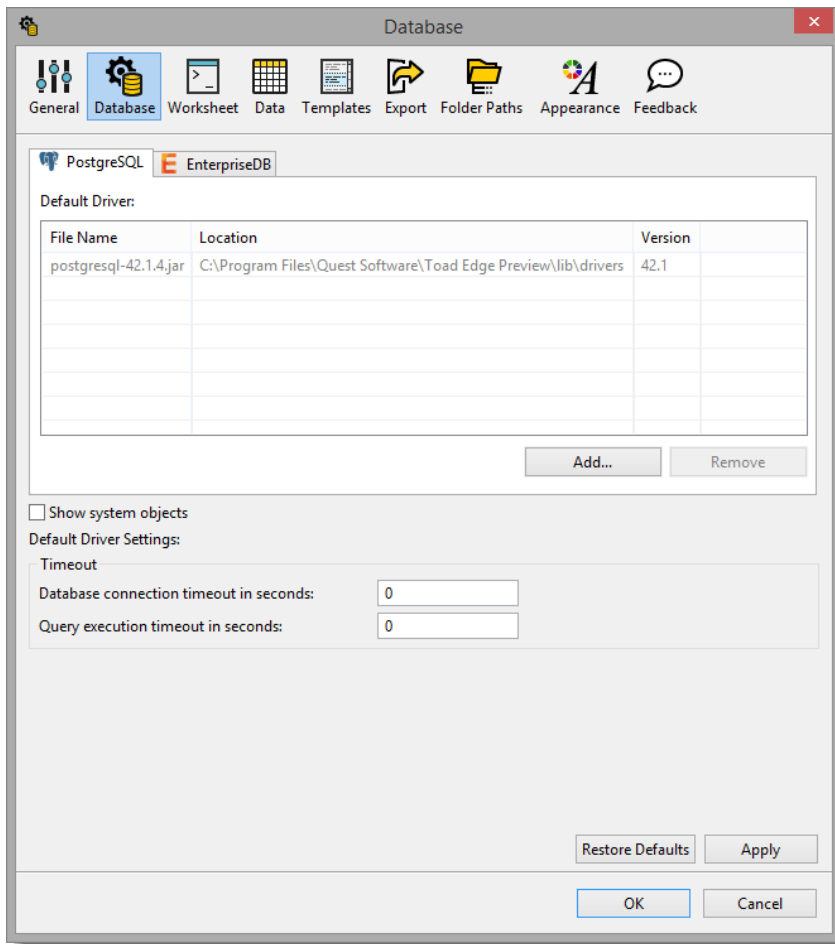 Database
General Database Worksheet Data Templates Export Folder Paths Appearance Feedback
PostgreSQL EnterpriseDB
Default Driver:
File Name Location Version
postgresql-42.1.4.jar C:\Program Files\Quest Software\Toad Edge Preview\lib\drivers 42.1
Add... Remove
Show system objects
Default Driver Settings:
Timeout
Database connection timeout in seconds: 0
Query execution timeout in seconds: 0
Restore Defaults Apply
OK Cancel